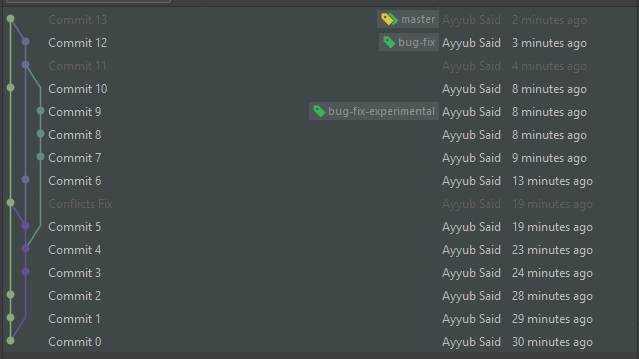 Commit 13 master Ayyub Said 2 minutes ago
Commit 12 bug-fix Ayyub Said 3 minutes ago
Commit 11 Ayyub Said 4 minutes ago
Commit 10 Ayyub Said 8 minutes ago
Commit 9 bug-fix-experimental Ayyub Said 8 minutes ago
Commit 8 Ayyub Said 8 minutes ago
Commit 7 Ayyub Said 9 minutes ago
Commit 6 Ayyub Said 13 minutes ago
Conflicts Fix Ayyub Said 19 minutes ago
Commit 5 Ayyub Said 19 minutes ago
Commit 4 Ayyub Said 23 minutes ago
Commit 3 Ayyub Said 24 minutes ago
Commit 2 Ayyub Said 28 minutes ago
Commit 1 Ayyub Said 29 minutes ago
Commit 0 Ayyub Said 30 minutes ago